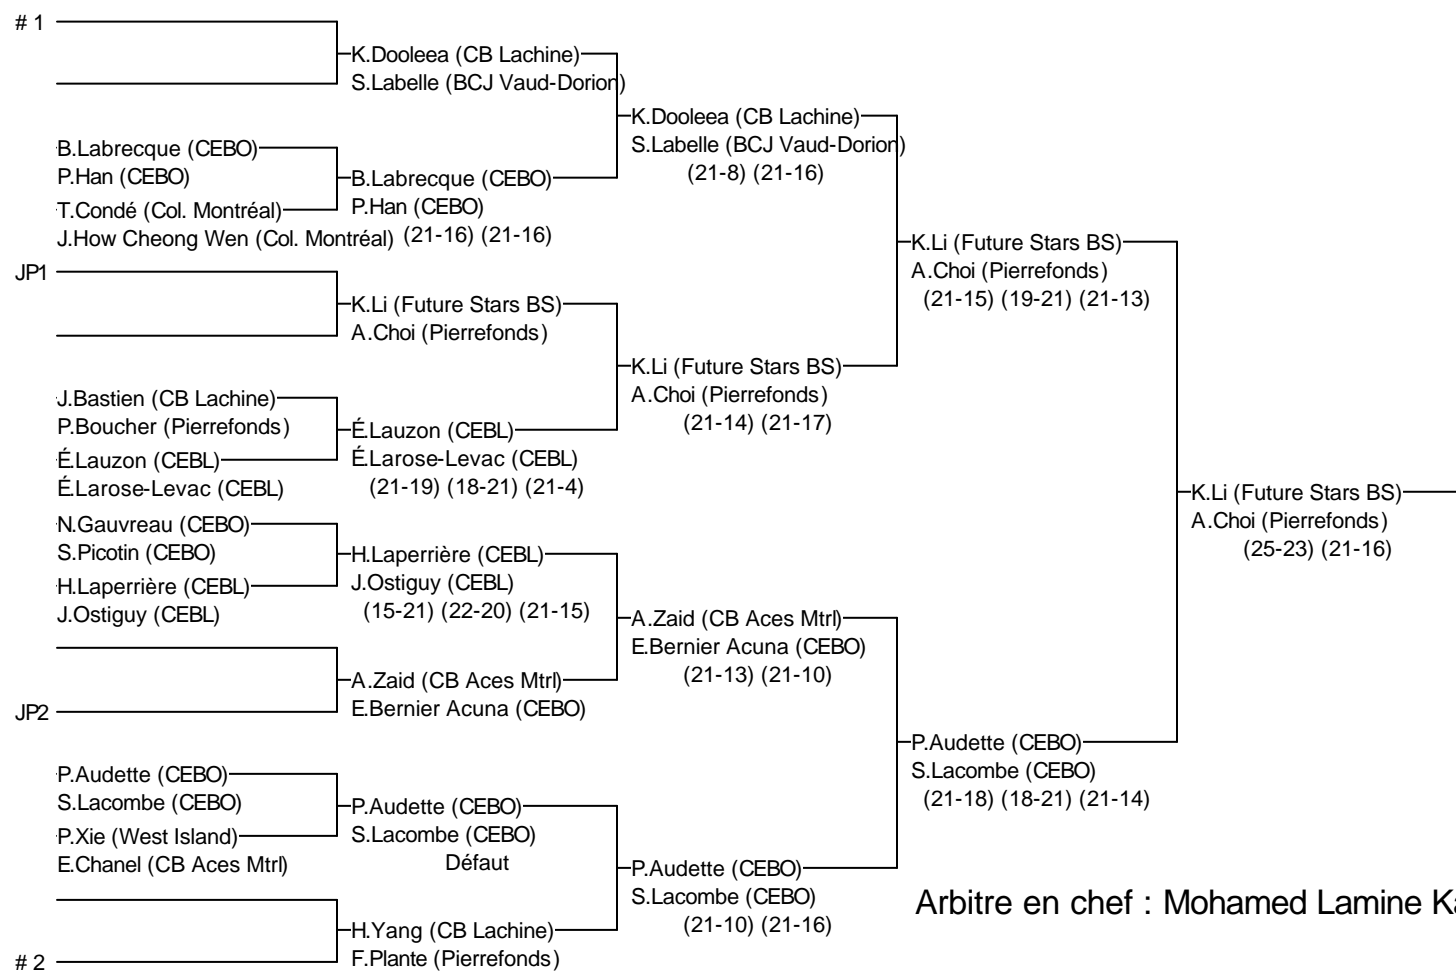 # 1
K.Dooleea (CB Lachine)
S.Labelle (BCJ Vaud-Dorion)
K.Dooleea (CB Lachine)
S.Labelle (BCJ Vaud-Dorion)
(21-8) (21-16)
B.Labrecque (CEBO)
P.Han (CEBO)
B.Labrecque (CEBO)
P.Han (CEBO)
(21-16) (21-16)
T.Condé (Col. Montréal)
J.How Cheong Wen (Col. Montréal)
K.Li (Future Stars BS)
A.Choi (Pierrefonds)
(21-15) (19-21) (21-13)
JP1
K.Li (Future Stars BS)
A.Choi (Pierrefonds)
K.Li (Future Stars BS)
A.Choi (Pierrefonds)
(21-14) (21-17)
J.Bastien (CB Lachine)
P.Boucher (Pierrefonds)
É.Lauzon (CEBL)
É.Larose-Levac (CEBL)
(21-19) (18-21) (21-4)
É.Lauzon (CEBL)
É.Larose-Levac (CEBL)
K.Li (Future Stars BS)
A.Choi (Pierrefonds)
(25-23) (21-16)
N.Gauvreau (CEBO)
S.Picotin (CEBO)
H.Laperrière (CEBL)
J.Ostiguy (CEBL)
(15-21) (22-20) (21-15)
H.Laperrière (CEBL)
J.Ostiguy (CEBL)
A.Zaid (CB Aces Mtrl)
E.Bernier Acuna (CEBO)
(21-13) (21-10)
A.Zaid (CB Aces Mtrl)
E.Bernier Acuna (CEBO)
JP2
P.Audette (CEBO)
S.Lacombe (CEBO)
(21-18) (18-21) (21-14)
P.Audette (CEBO)
S.Lacombe (CEBO)
P.Audette (CEBO)
S.Lacombe (CEBO)
Défaut
P.Xie (West Island)
E.Chanel (CB Aces Mtrl)
P.Audette (CEBO)
S.Lacombe (CEBO)
(21-10) (21-16)
Arbitre en chef : Mohamed Lamine
H.Yang (CB Lachine)
F.Plante (Pierrefonds)
# 2